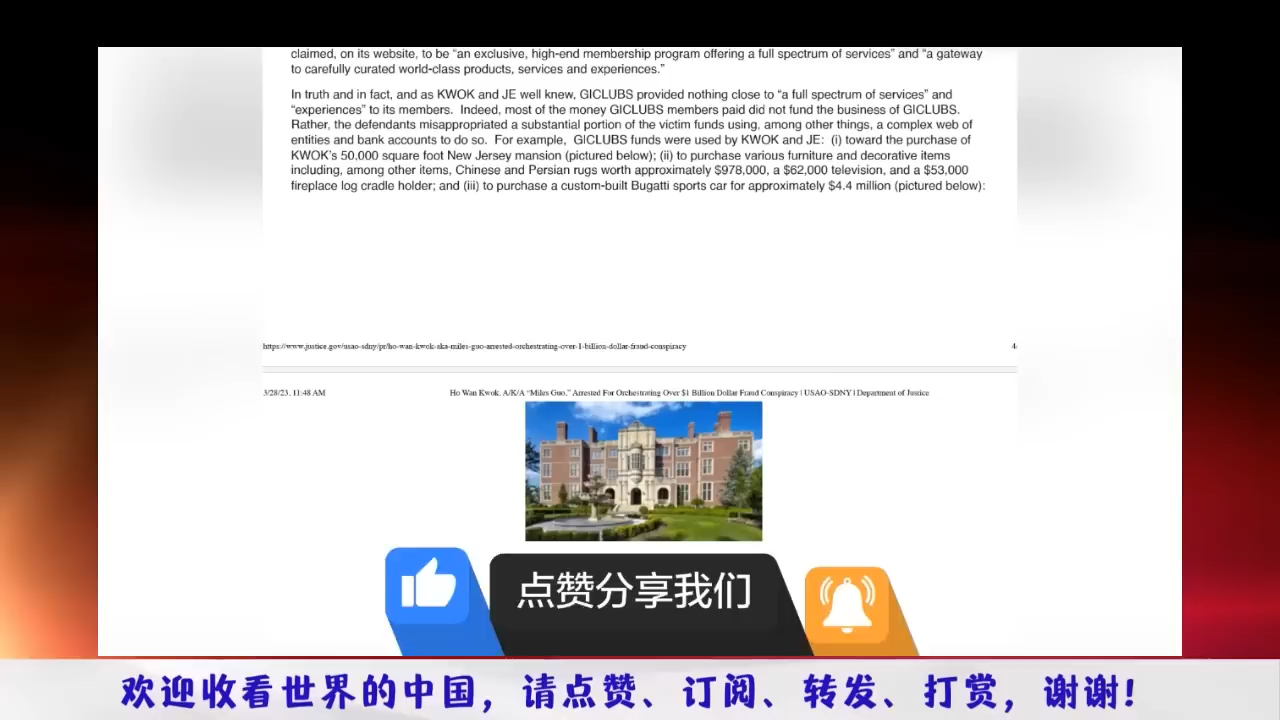 claimed, on its website, to be “an exclusive, high-end membership program offering a full spectrum of services” and “a gateway
to carefully curated world-class products, services and experiences.”
In truth and in fact, and as KWOK and JE well knew, GICLUBS provided nothing close to “a full spectrum of services” and
“experiences” to its members.  Indeed, most of the money GICLUBS members paid did not fund the business of GICLUBS.
Rather, the defendants misappropriated a substantial portion of the victim funds using, among other things, a complex web of
entities and bank accounts to do so.  For example,  GICLUBS funds were used by KWOK and JE:  (i) toward the purchase of
KWOK’s 50,000 square foot New Jersey mansion (pictured below); (ii) to purchase various furniture and decorative items
including, among other items, Chinese and Persian rugs worth approximately $978,000, a $62,000 television, and a $53,000
fireplace log cradle holder; and (iii) to purchase a custom-built Bugatti sports car for approximately $4.4 million (pictured below):
https://www.justice.gov/usao-sdny/pr/ho-wan-kwok-aka-miles-guo-arrested-orchestrating-over-1-billion-dollar-fraud-conspiracy 4/
3/28/23, 11:48 AM Ho Wan Kwok, A/K/A “Miles Guo,” Arrested For Orchestrating Over $1 Billion Dollar Fraud Conspiracy | USAO-SDNY | Department of Justice
点赞分享我们
欢迎收看世界的中国，请点赞、订阅、转发、打赏，谢谢！